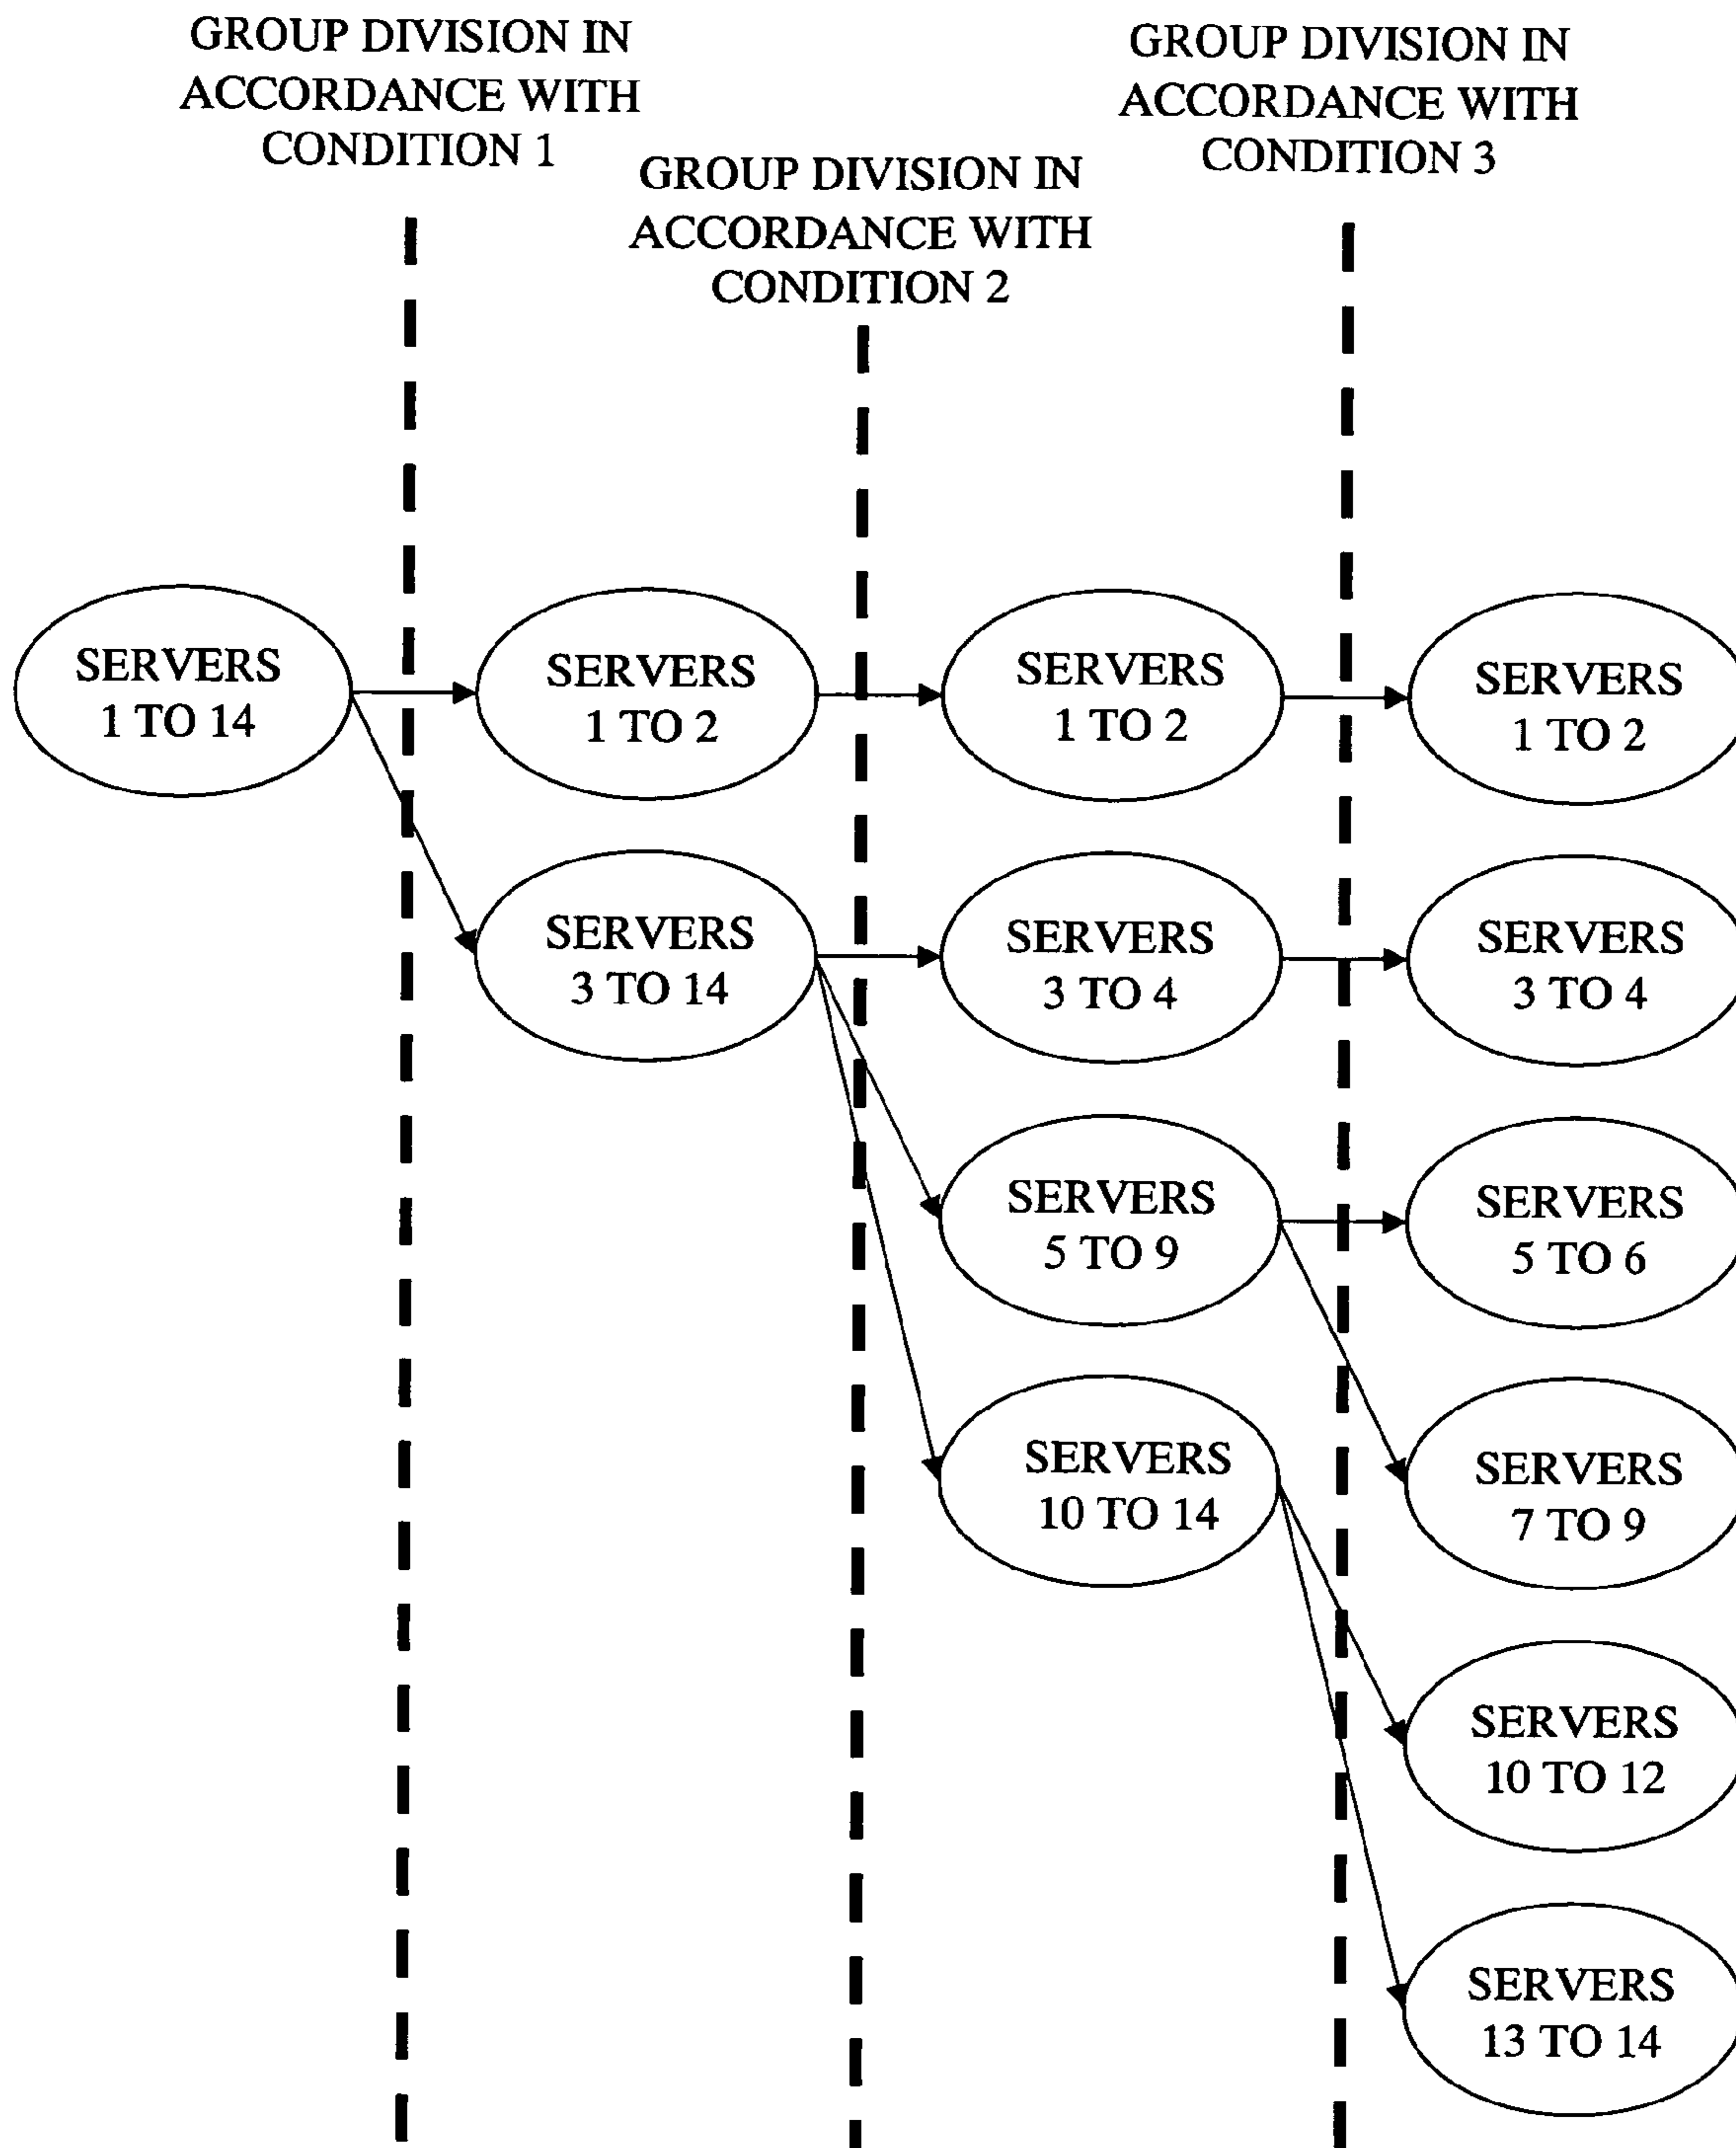 GROUP DIVISION IN
ACCORDANCE WITH
CONDITION 1
GROUP DIVISION IN
ACCORDANCE WITH
CONDITION 2
GROUP DIVISION IN
ACCORDANCE WITH
CONDITION 3
SERVERS
1 TO 14
SERVERS
1 TO 2
SERVERS
1 TO 2
SERVERS
1 TO 2
SERVERS
3 TO 14
SERVERS
3 TO 4
SERVERS
3 TO 4
SERVERS
5 TO 9
SERVERS
5 TO 6
SERVERS
10 TO 14
SERVERS
7 TO 9
SERVERS
10 TO 12
SERVERS
13 TO 14